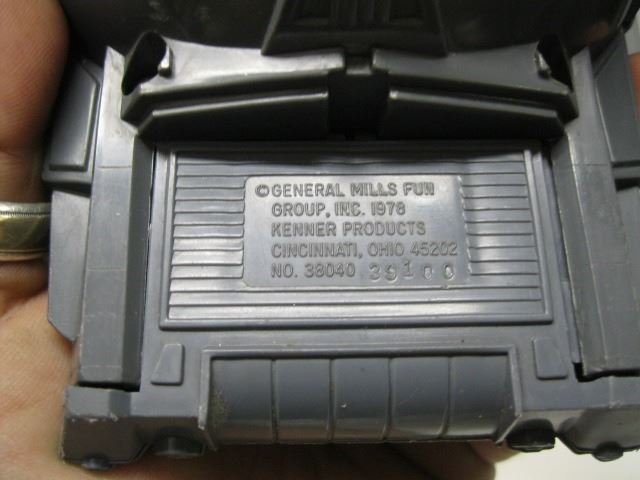 ©GENERAL MILLS FUN
GROUP, INC. 1978
KENNER PRODUCTS
CINCINNATI, OHIO 45202
NO. 38040 39100